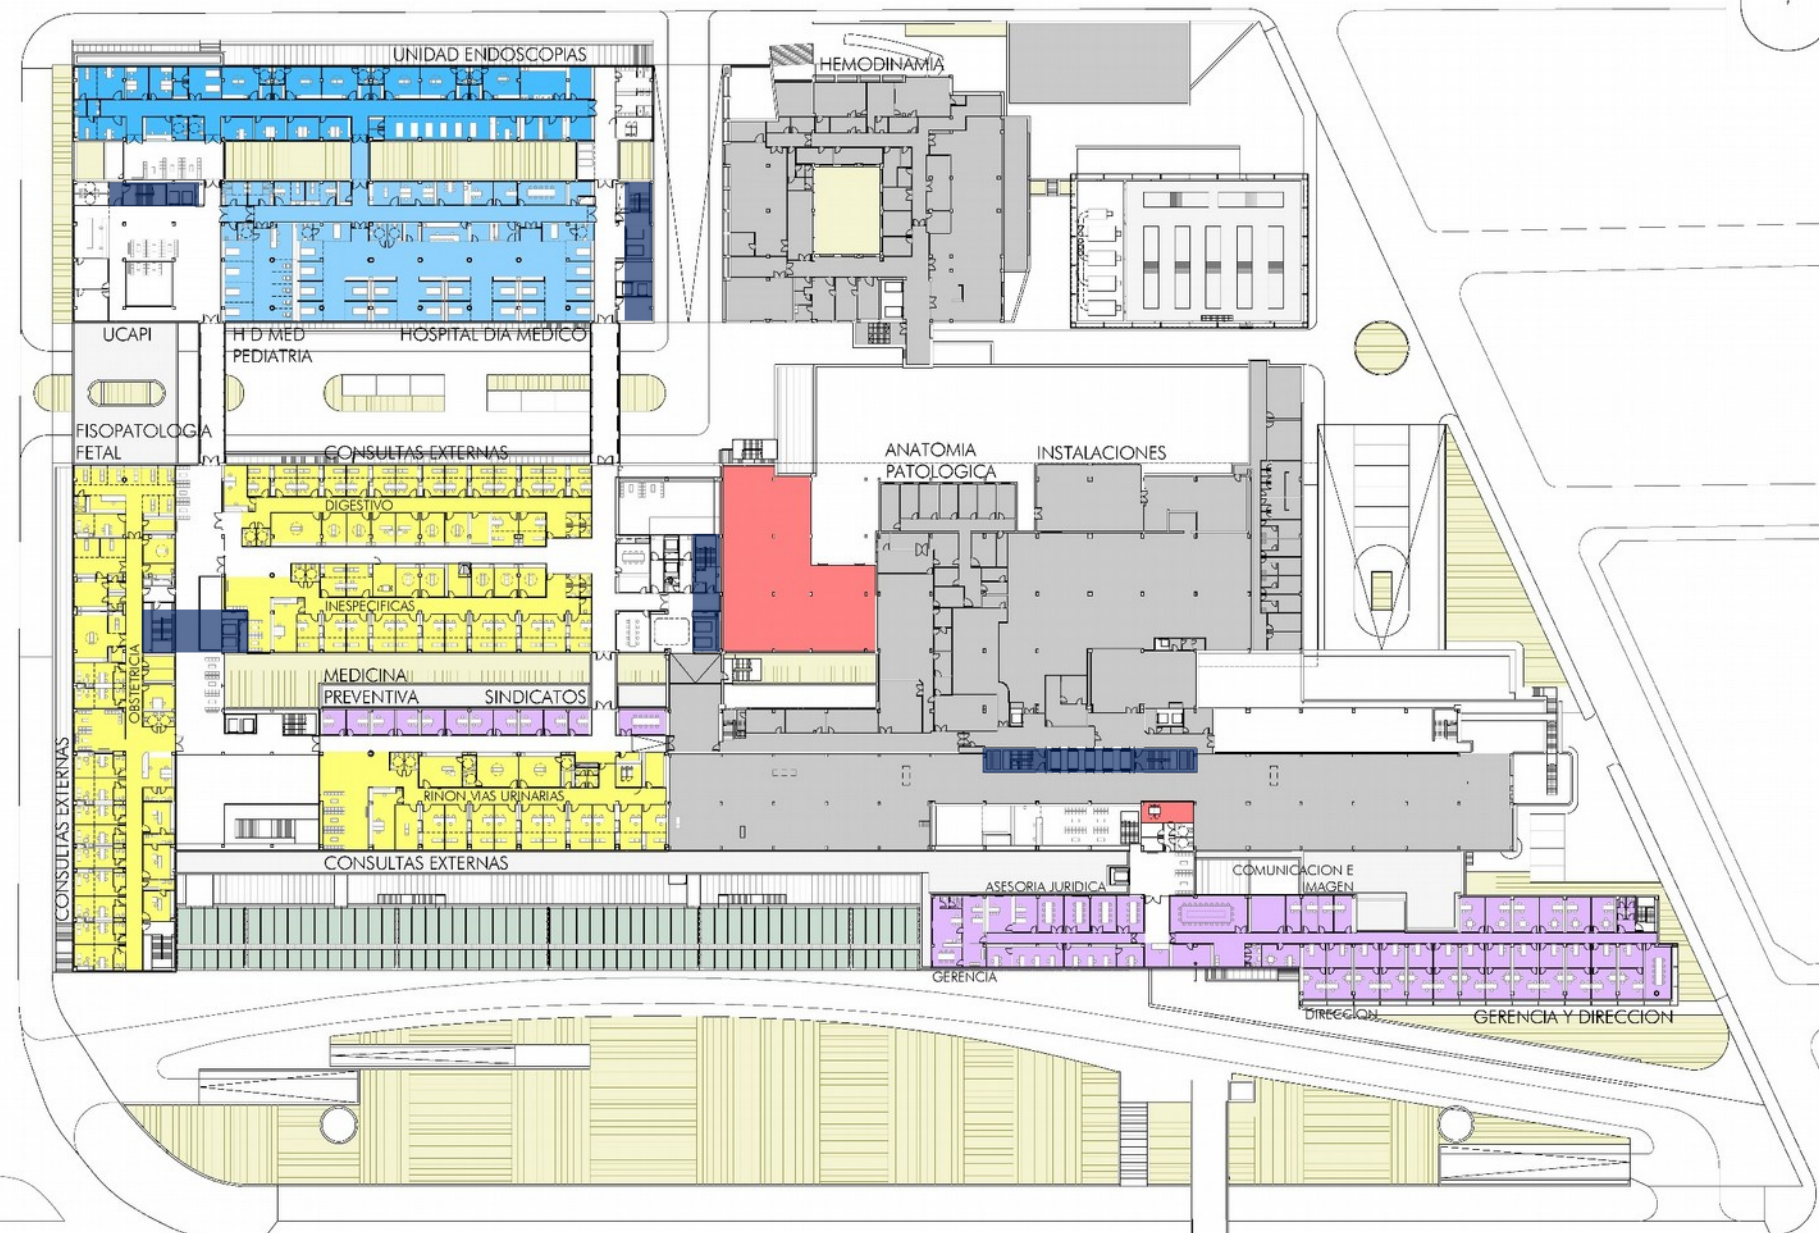 UNIDAD ENDOSCOPIAS
HEMODINAMIA
UCAPI
H D MED
PEDIATRIA
HOSPITAL DIA MEDICO
FISOPATOLOGIA
FETAL
CONSULTAS EXTERNAS
ANATOMIA
PATOLOGICA
INSTALACIONES
DIGESTIVO
INESPECIFICAS
OBSTETRICIA
MEDICINA
PREVENTIVA
SINDICATOS
CONSULTAS EXTERNAS
RIÑON VIAS URINARIAS
CONSULTAS EXTERNAS
ASESORIA JURIDICA
COMUNICACION E
IMAGEN
GERENCIA
DIRECCION
GERENCIA Y DIRECCION